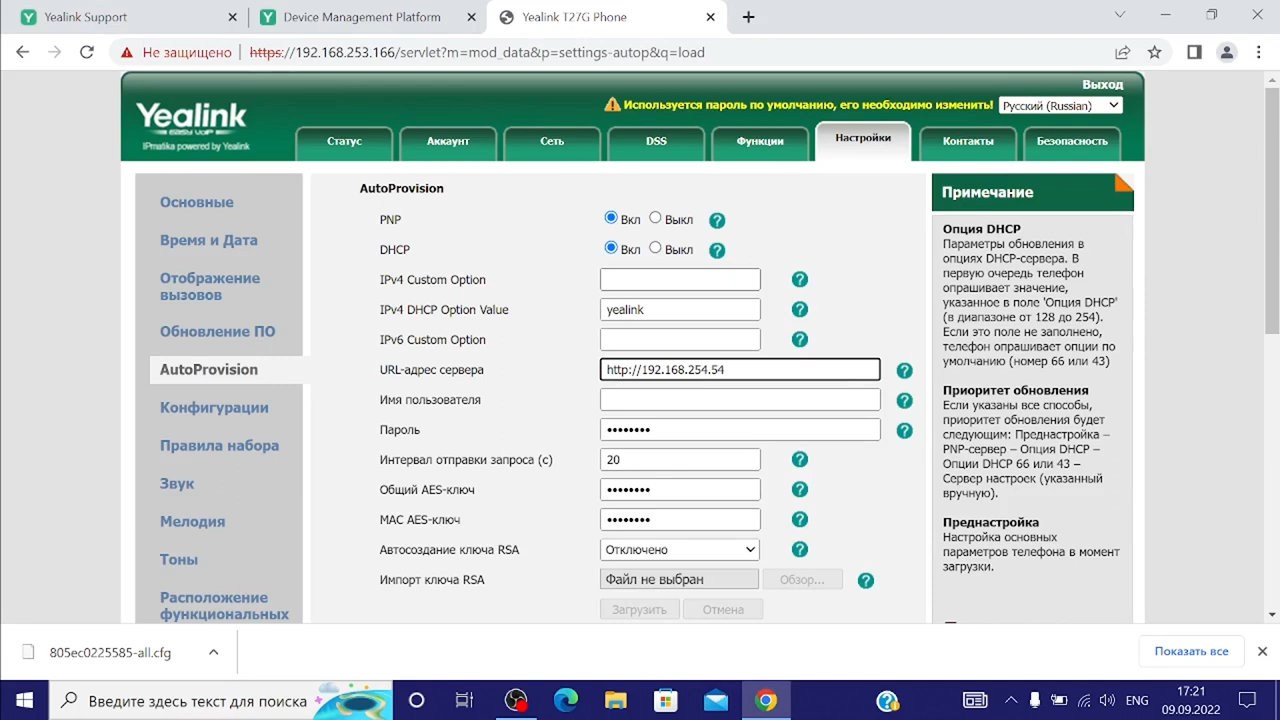 Yealink Support
Device Management Platform
Yealink T27G Phone
Не защищено
https://192.168.253.166/servlet?m=mod_data&p=settings-autop&q=load
Выход
Yealink
EASY VOIP
IPmatika powered by Yealink
Используется пароль по умолчанию, его необходимо изменить!
Русский (Russian)
Статус
Аккаунт
Сеть
DSS
Функции
Настройки
Контакты
Безопасность
Основные
Время и Дата
Отображение
вызовов
Обновление ПО
AutoProvision
Конфигурации
Правила набора
Звук
Мелодия
Тоны
Расположение
функциональных
AutoProvision
PNP Вкл Выкл ?
DHCP Вкл Выкл ?
IPv4 Custom Option ?
IPv4 DHCP Option Value yealink ?
IPv6 Custom Option ?
URL-адрес сервера http://192.168.254.54 ?
Имя пользователя ?
Пароль •••••••• ?
Интервал отправки запроса (с) 20 ?
Общий AES-ключ •••••••• ?
MAC AES-ключ •••••••• ?
Автосоздание ключа RSA Отключено ?
Импорт ключа RSA Файл не выбран Обзор... ?
Загрузить Отмена
Примечание
Опция DHCP
Параметры обновления в
опциях DHCP-сервера. В
первую очередь телефон
опрашивает значение,
указанное в поле 'Опция DHCP'
(в диапазоне от 128 до 254).
Если это поле не заполнено,
телефон опрашивает опции по
умолчанию (номер 66 или 43)
Приоритет обновления
Если указаны все способы,
приоритет обновления будет
следующим: Преднастройка –
PNP-сервер – Опция DHCP –
Опции DHCP 66 или 43 –
Сервер настроек (указанный
вручную).
Преднастройка
Настройка основных
параметров телефона в момент
загрузки.
805ec0225585-all.cfg
Показать все
Введите здесь текст для поиска
ENG
17:21
09.09.2022